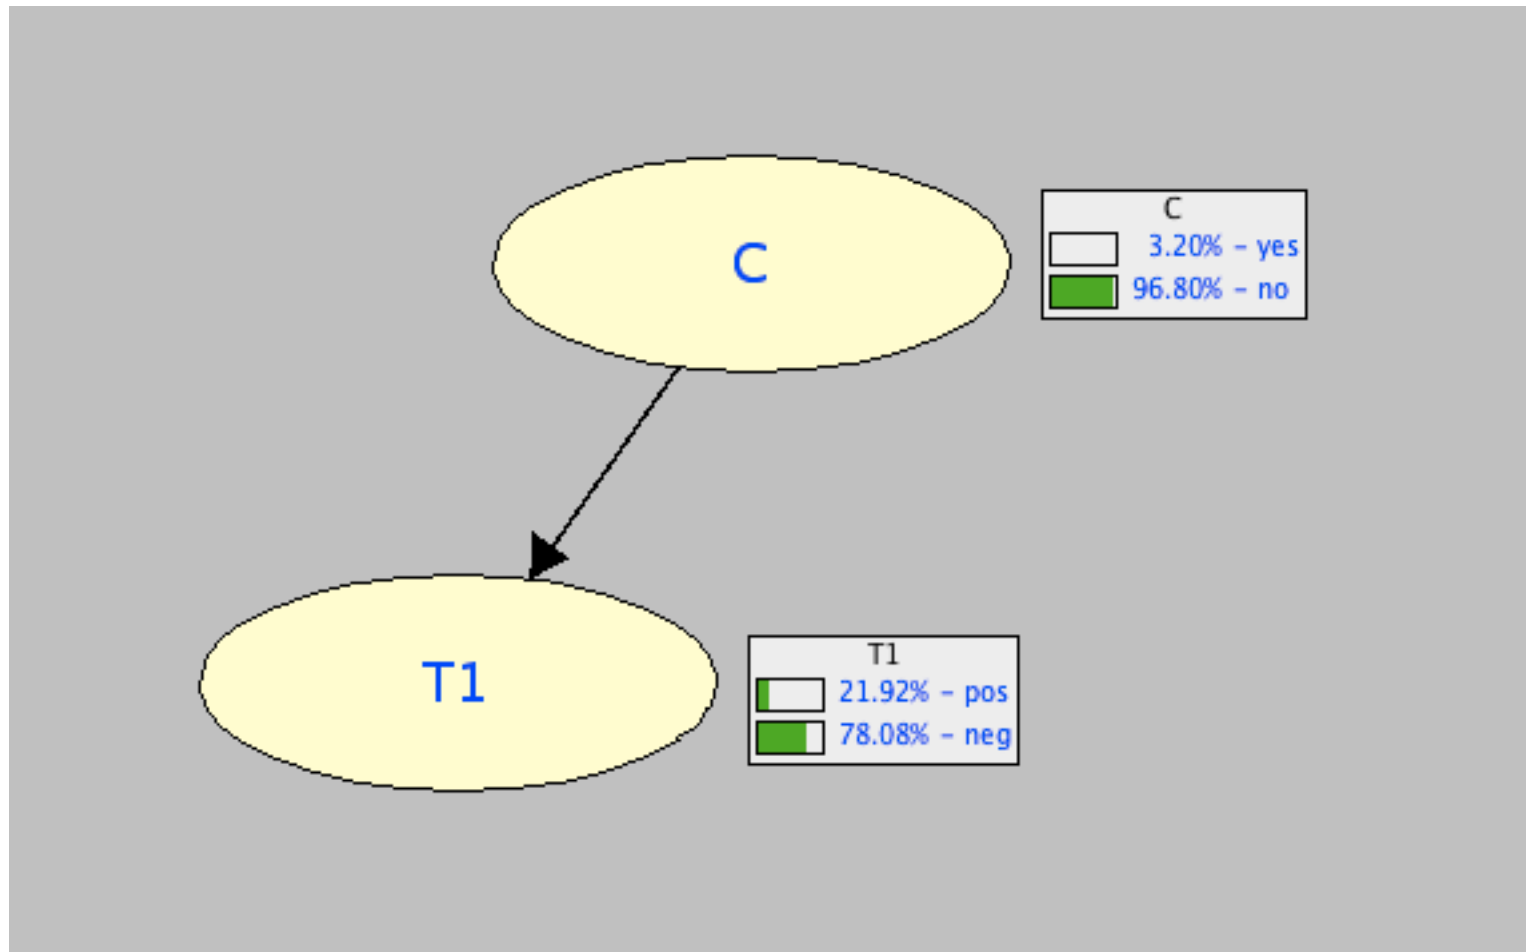 C
C
3.20% – yes
96.80% – no
T1
T1
21.92% – pos
78.08% – neg